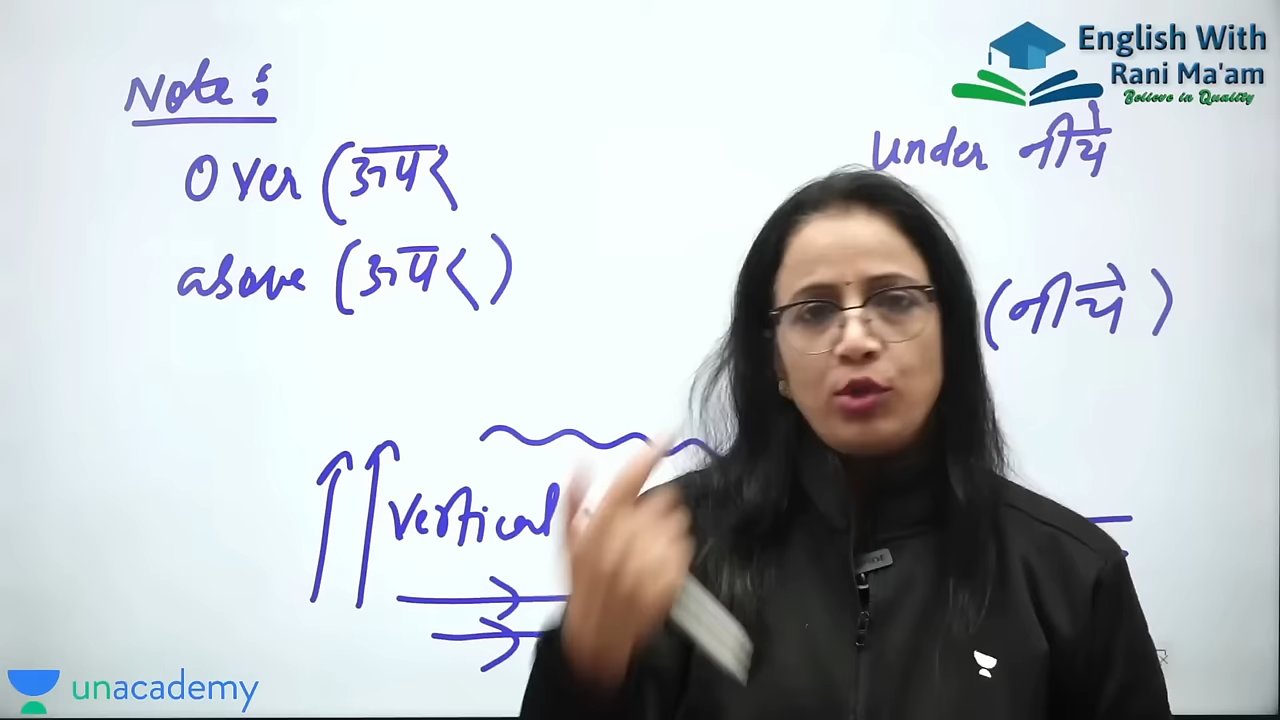 English With
Rani Ma'am
Believe in Quality
Note :
Over (ऊपर
under नीचे
above (ऊपर)
(नीचे)
vertical
unacademy